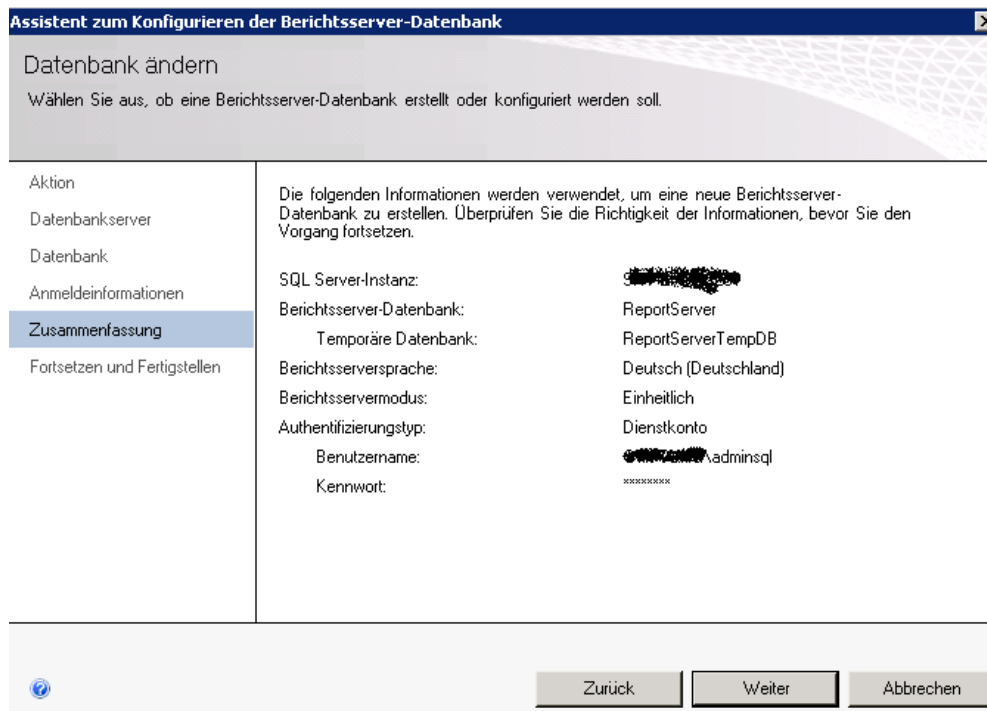 Assistent zum Konfigurieren der Berichtsserver-Datenbank
Datenbank ändern
Wählen Sie aus, ob eine Berichtsserver-Datenbank erstellt oder konfiguriert werden soll.
Aktion
Datenbankserver
Datenbank
Anmeldeinformationen
Zusammenfassung
Fortsetzen und Fertigstellen
Die folgenden Informationen werden verwendet, um eine neue Berichtsserver-
Datenbank zu erstellen. Überprüfen Sie die Richtigkeit der Informationen, bevor Sie den
Vorgang fortsetzen.
SQL Server-Instanz:
Berichtsserver-Datenbank: ReportServer
Temporäre Datenbank: ReportServerTempDB
Berichtsserversprache: Deutsch (Deutschland)
Berichtsservermodus: Einheitlich
Authentifizierungstyp: Dienstkonto
Benutzername: \adminsql
Kennwort: ********
Zurück Weiter Abbrechen